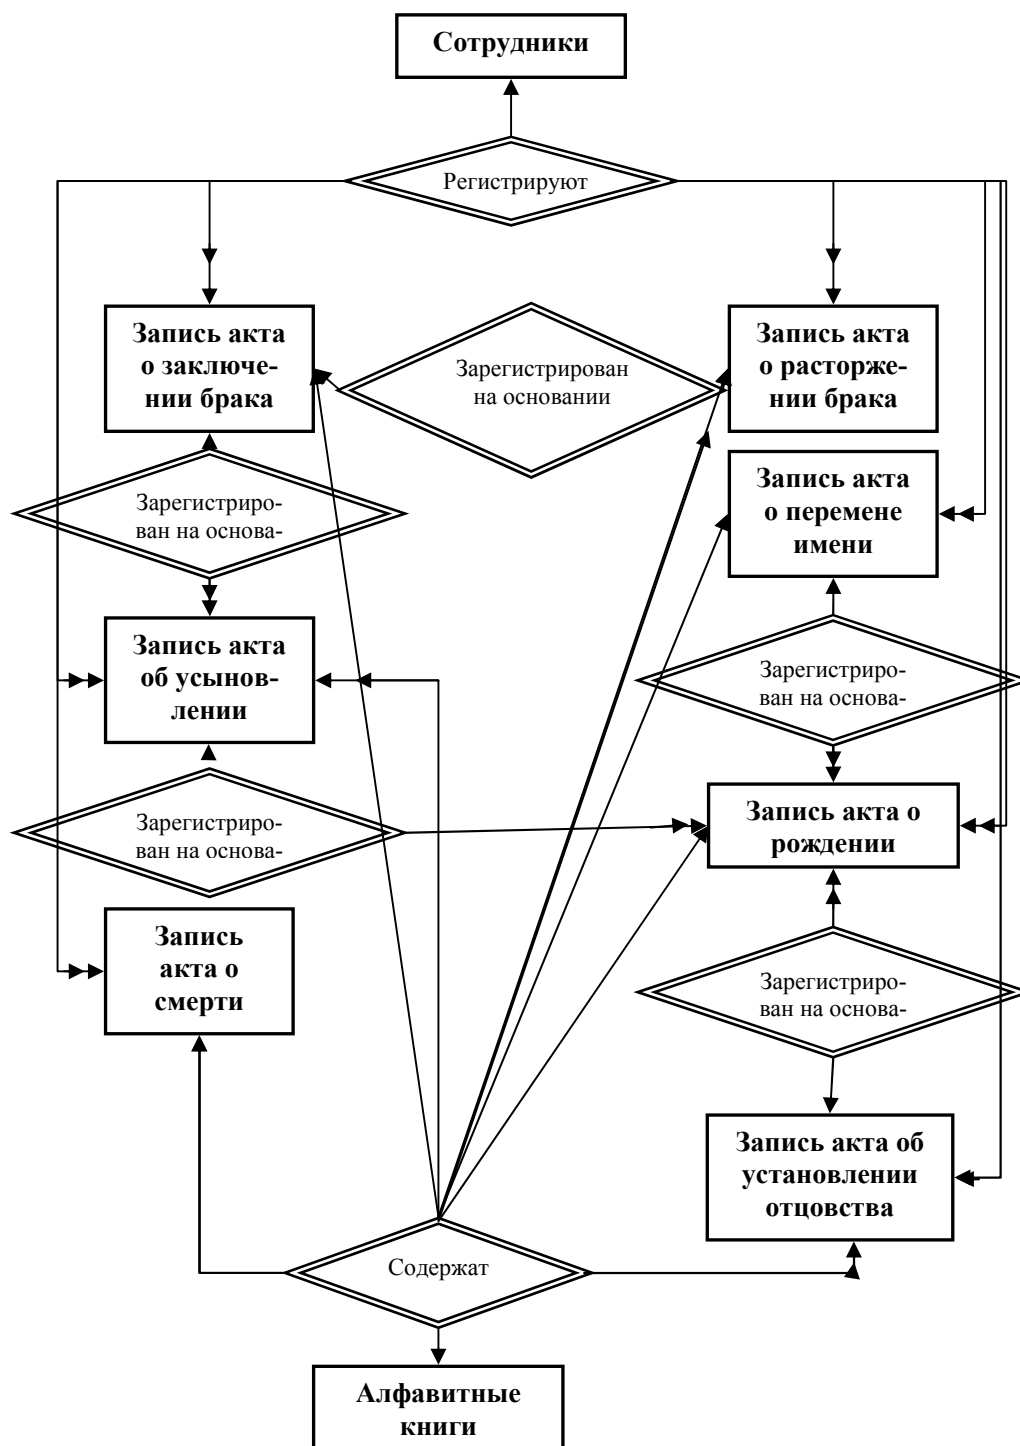 Сотрудники
Регистрируют
Запись акта
о заключе-
нии брака
Зарегистрирован
на основании
Запись акта
о расторже-
нии брака
Запись акта
о перемене
имени
Зарегистриро-
ван на основа-
Запись акта
об усынов-
лении
Зарегистриро-
ван на основа-
Зарегистриро-
ван на основа-
Запись акта о
рождении
Запись
акта о
смерти
Зарегистриро-
ван на основа-
Запись акта об
установлении
отцовства
Содержат
Алфавитные
книги